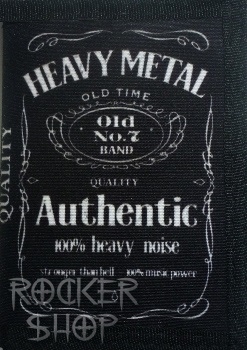 HEAVY METAL
OLD TIME
Old
No.7
BAND
QUALITY
QUALITY
Authentic
100% heavy noise
stronger than hell 100% music power
ROCKER
SHOP